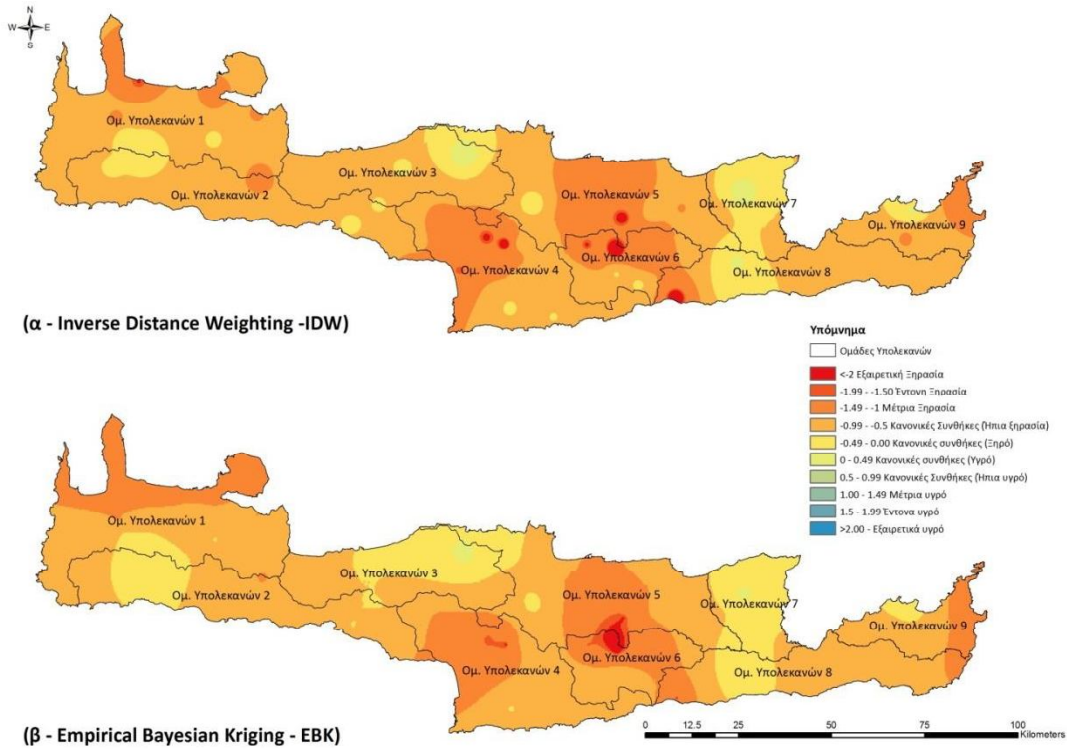 N
W E
S
Ομ. Υπολεκανών 1
Ομ. Υπολεκανών 2
Ομ. Υπολεκανών 3
Ομ. Υπολεκανών 4
Ομ. Υπολεκανών 5
Ομ. Υπολεκανών 6
Ομ. Υπολεκανών 7
Ομ. Υπολεκανών 8
Ομ. Υπολεκανών 9
(α - Inverse Distance Weighting -IDW)
Υπόμνημα
Ομάδες Υπολεκανών
<-2 Εξαιρετική Ξηρασία
-1.99 - -1.50 Έντονη Ξηρασία
-1.49 - -1 Μέτρια Ξηρασία
-0.99 - -0.5 Κανονικές Συνθήκες (Ήπια ξηρασία)
-0.49 - 0.00 Κανονικές συνθήκες (Ξηρό)
0 - 0.49 Κανονικές συνθήκες (Υγρό)
0.5 - 0.99 Κανονικές Συνθήκες (Ήπια υγρό)
1.00 - 1.49 Μέτρια υγρό
1.5 - 1.99 Έντονα υγρό
>2.00 - Εξαιρετικά υγρό
Ομ. Υπολεκανών 1
Ομ. Υπολεκανών 2
Ομ. Υπολεκανών 3
Ομ. Υπολεκανών 4
Ομ. Υπολεκανών 5
Ομ. Υπολεκανών 6
Ομ. Υπολεκανών 7
Ομ. Υπολεκανών 8
Ομ. Υπολεκανών 9
(β - Empirical Bayesian Kriging - EBK)
0 12.5 25 50 75 100
Kilometers